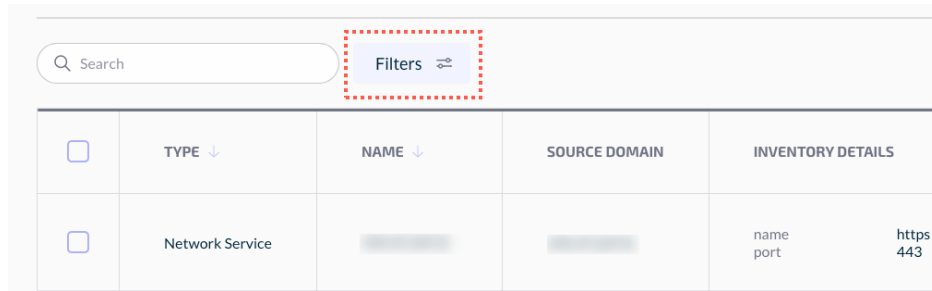 Search
Filters
TYPE NAME SOURCE DOMAIN INVENTORY DETAILS
Network Service
name https
port 443